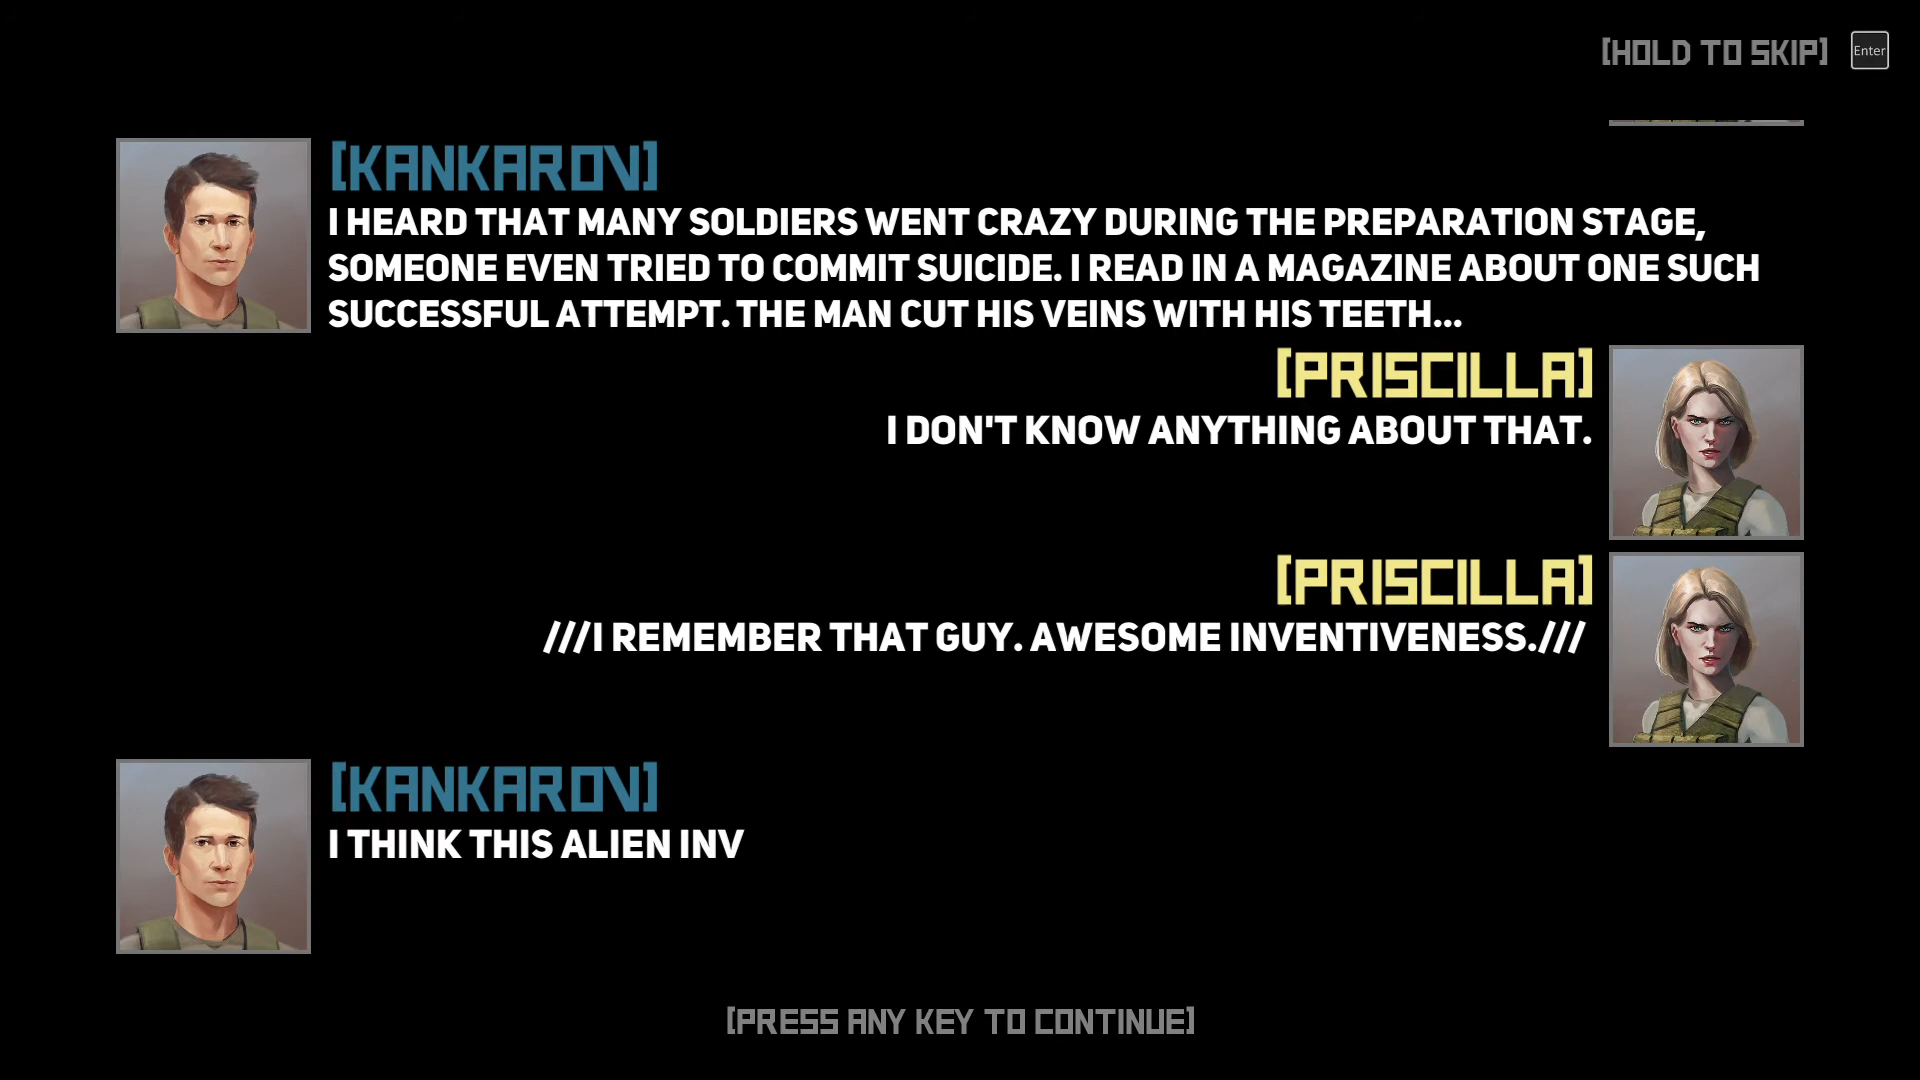 [HOLD TO SKIP] Enter
[KANKAROV]
I HEARD THAT MANY SOLDIERS WENT CRAZY DURING THE PREPARATION STAGE,
SOMEONE EVEN TRIED TO COMMIT SUICIDE. I READ IN A MAGAZINE ABOUT ONE SUCH
SUCCESSFUL ATTEMPT. THE MAN CUT HIS VEINS WITH HIS TEETH...
[PRISCILLA]
I DON'T KNOW ANYTHING ABOUT THAT.
[PRISCILLA]
///I REMEMBER THAT GUY. AWESOME INVENTIVENESS.///
[KANKAROV]
I THINK THIS ALIEN INV
[PRESS ANY KEY TO CONTINUE]